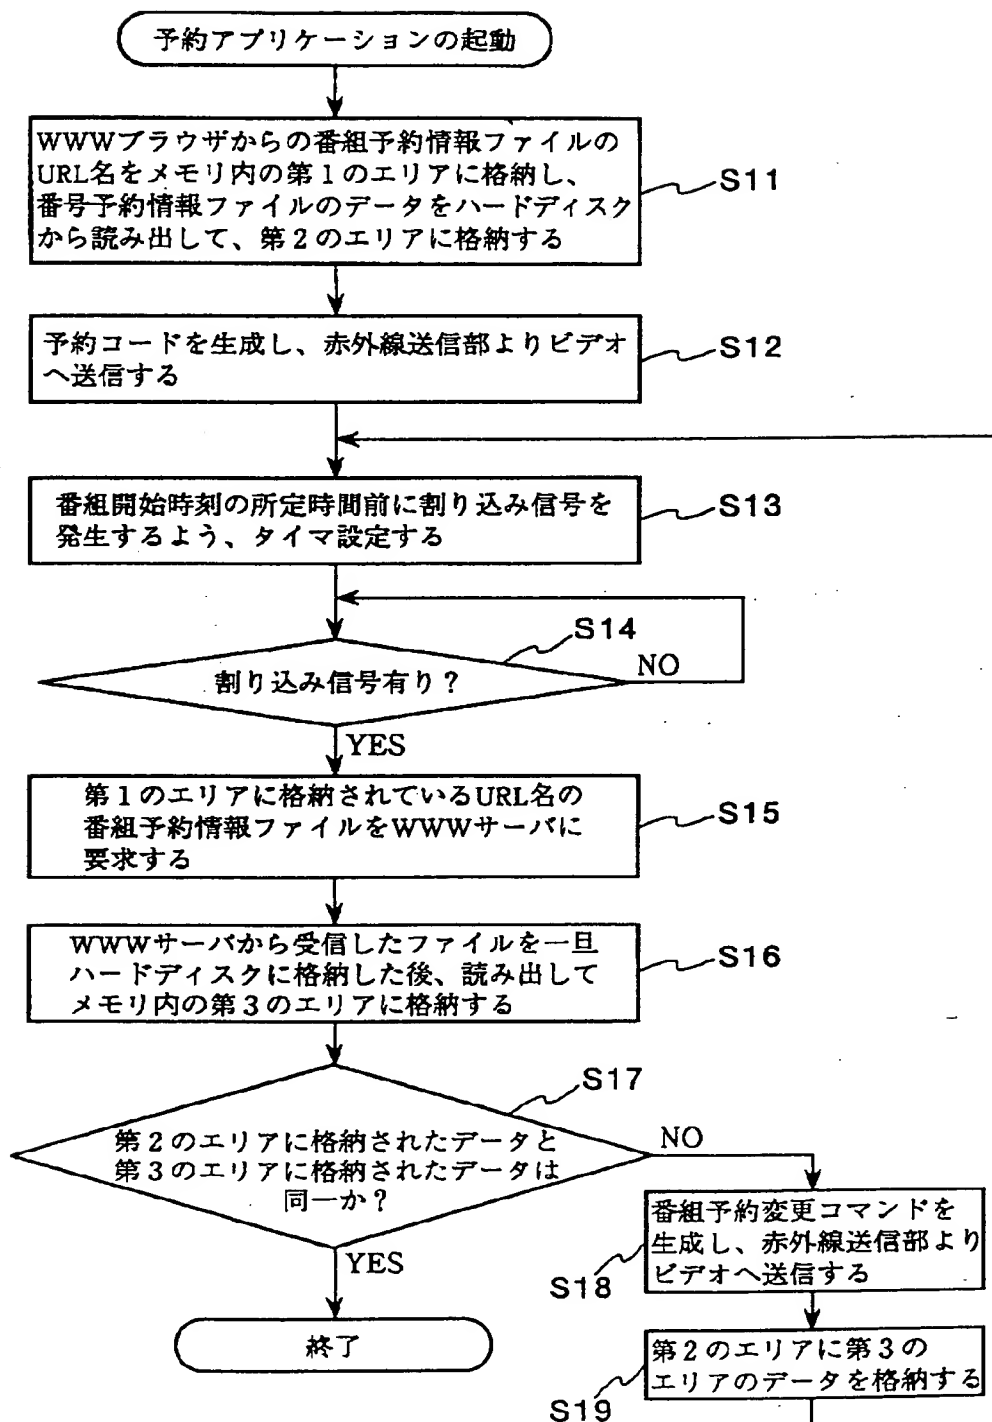 予約アプリケーションの起動
WWWブラウザからの番組予約情報ファイルの
URL名をメモリ内の第1のエリアに格納し、
番号予約情報ファイルのデータをハードディスク
から読み出して、第2のエリアに格納する
S11
予約コードを生成し、赤外線送信部よりビデオ
へ送信する
S12
番組開始時刻の所定時間前に割り込み信号を
発生するよう、タイマ設定する
S13
S14
割り込み信号有り?
NO
YES
第1のエリアに格納されているURL名の
番組予約情報ファイルをWWWサーバに
要求する
S15
WWWサーバから受信したファイルを一旦
ハードディスクに格納した後、読み出して
メモリ内の第3のエリアに格納する
S16
S17
第2のエリアに格納されたデータと
第3のエリアに格納されたデータは
同一か?
NO
YES
番組予約変更コマンドを
生成し、赤外線送信部より
ビデオへ送信する
S18
終了
第2のエリアに第3の
エリアのデータを格納する
S19